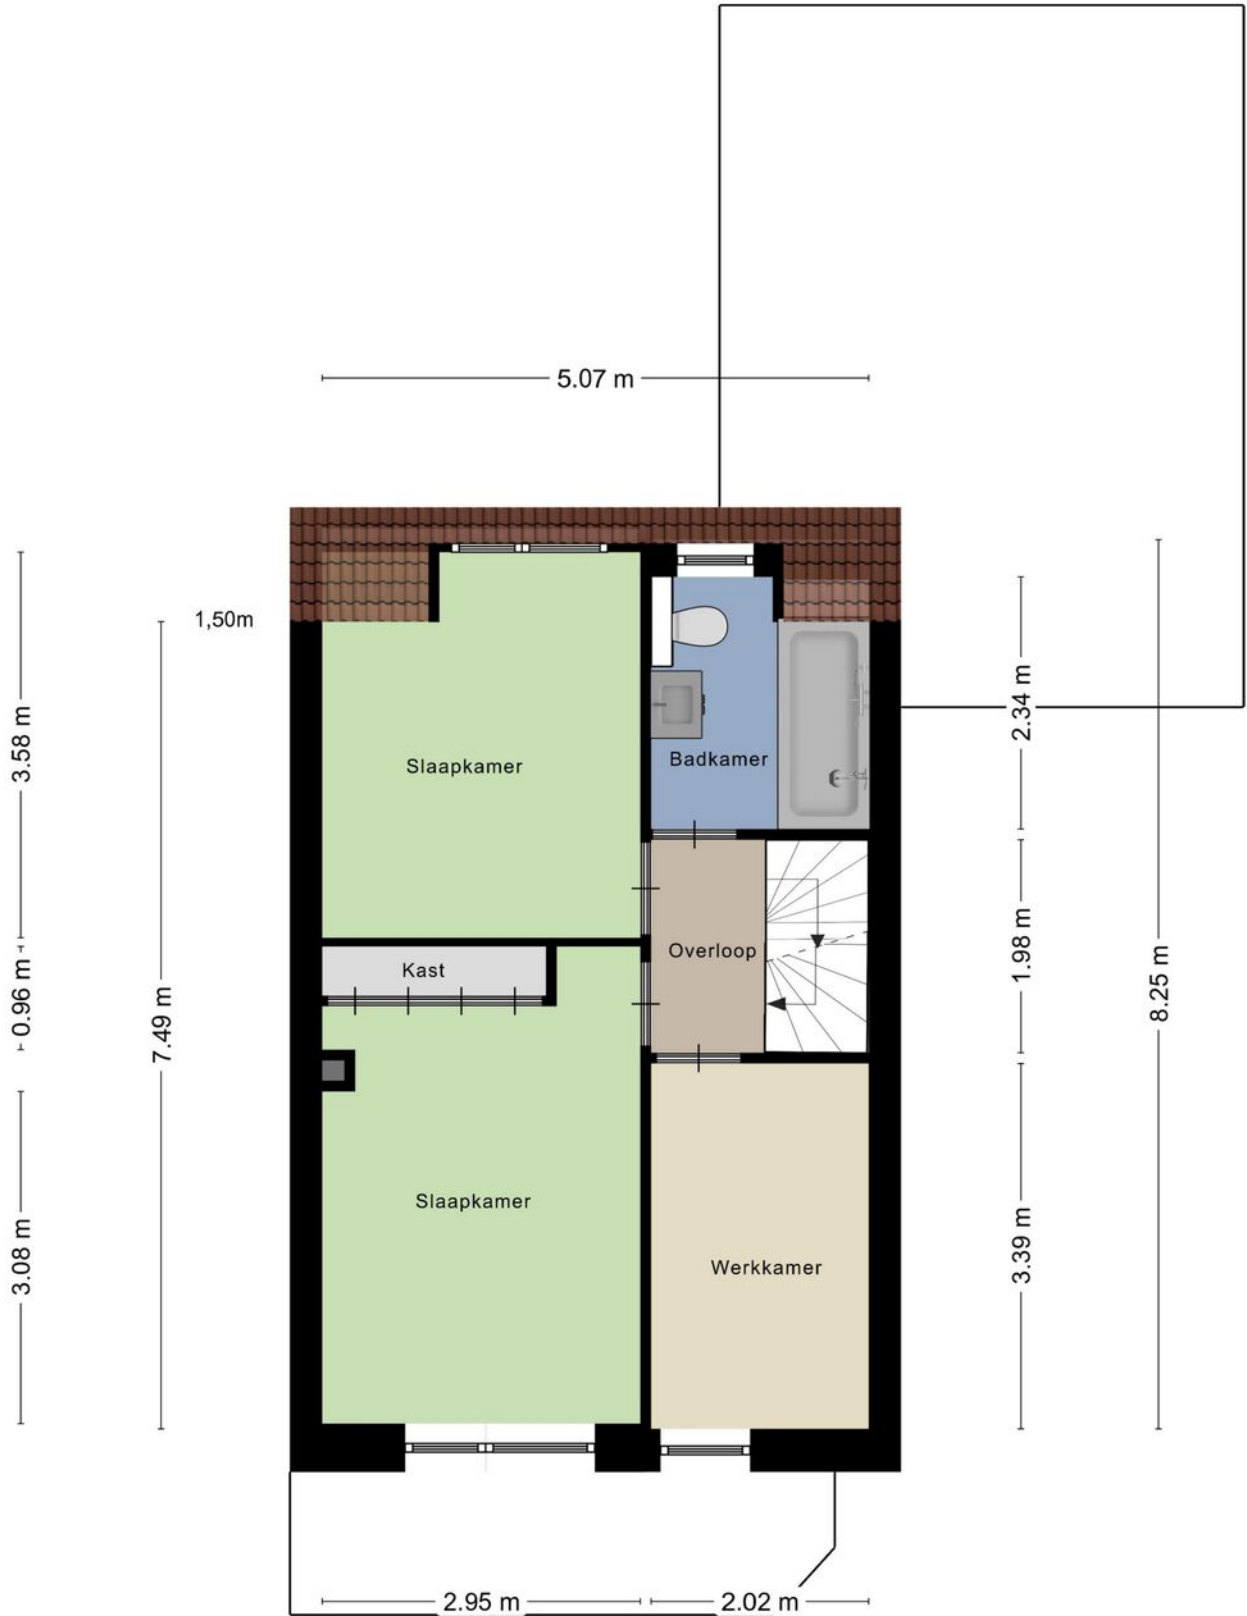 5.07 m
1,50m
3.58 m
2.34 m
Slaapkamer
Badkamer
Overloop
Kast
0.96 m
7.49 m
1.98 m
8.25 m
Slaapkamer
Werkkamer
3.08 m
3.39 m
2.95 m
2.02 m